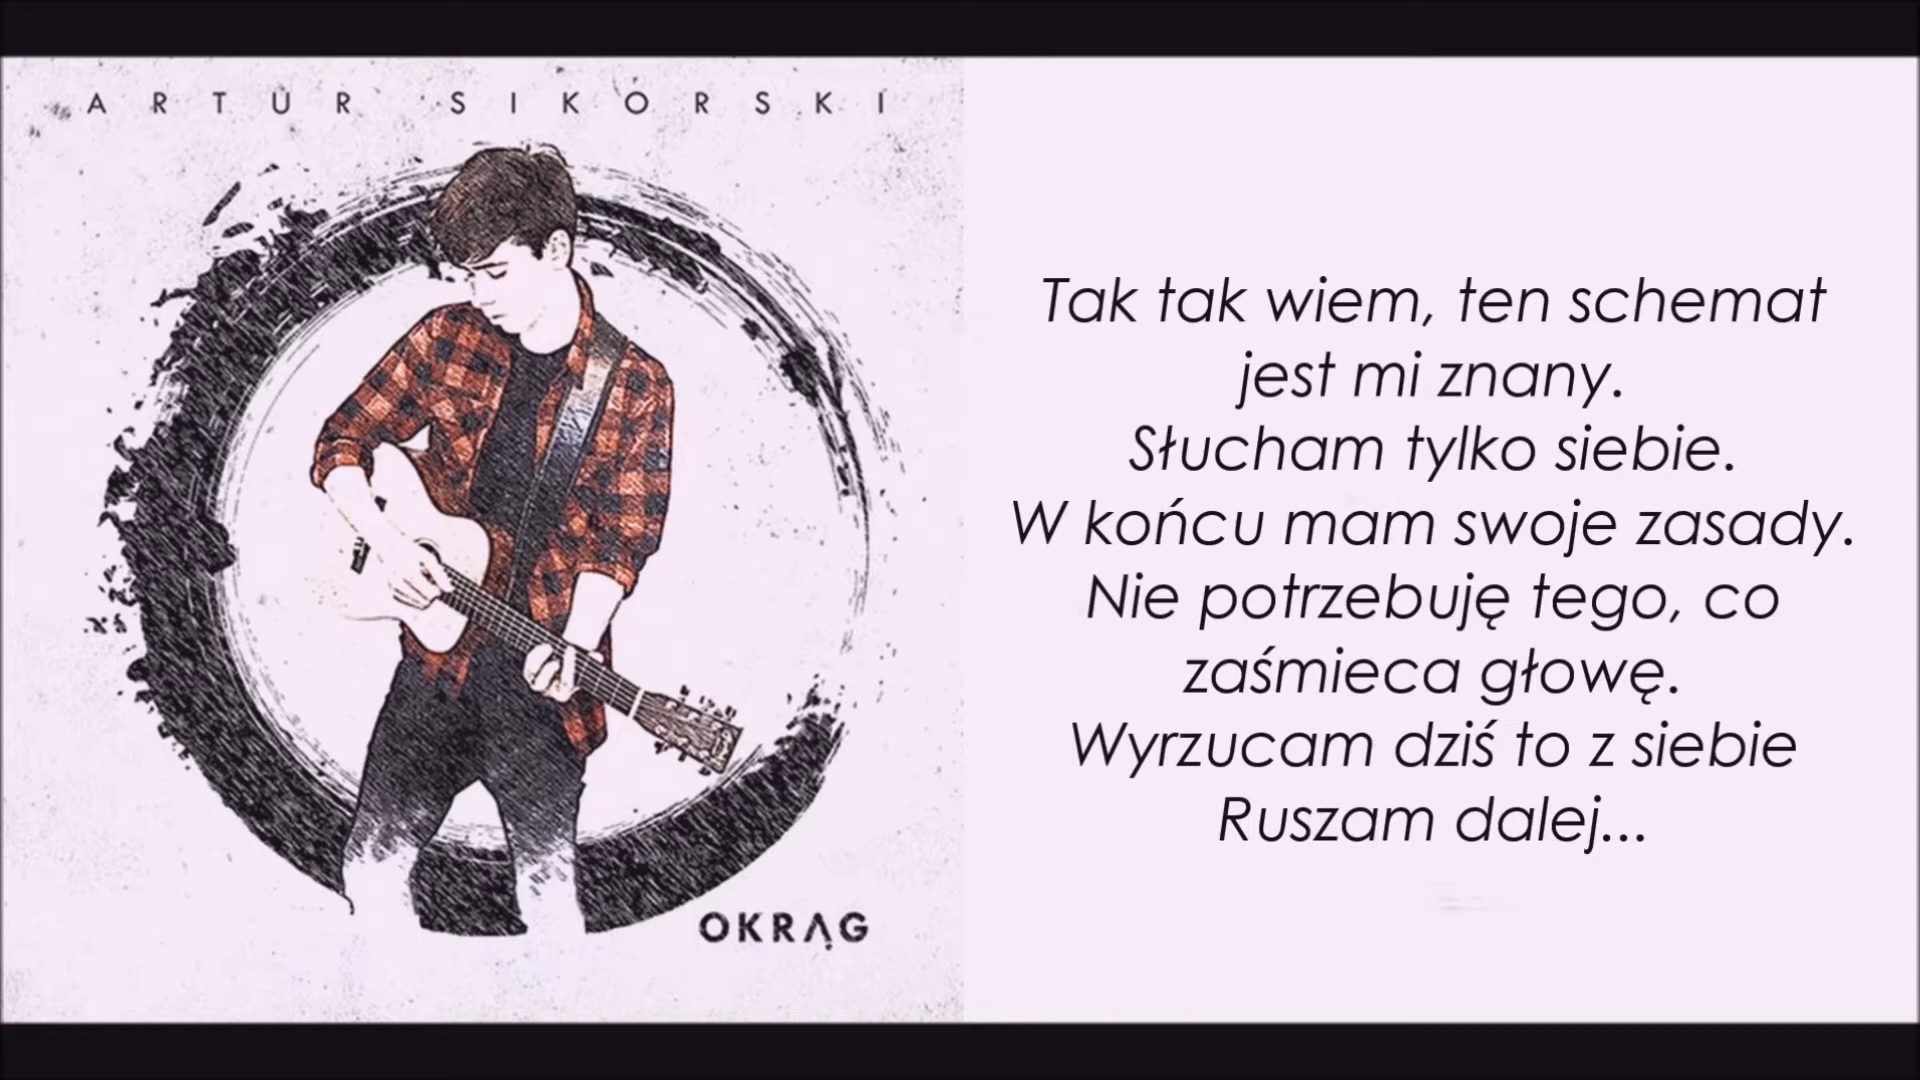 ARTUR SIKORSKI
OKRĄG
Tak tak wiem, ten schemat
jest mi znany.
Słucham tylko siebie.
W końcu mam swoje zasady.
Nie potrzebuję tego, co
zaśmieca głowę.
Wyrzucam dziś to z siebie
Ruszam dalej...